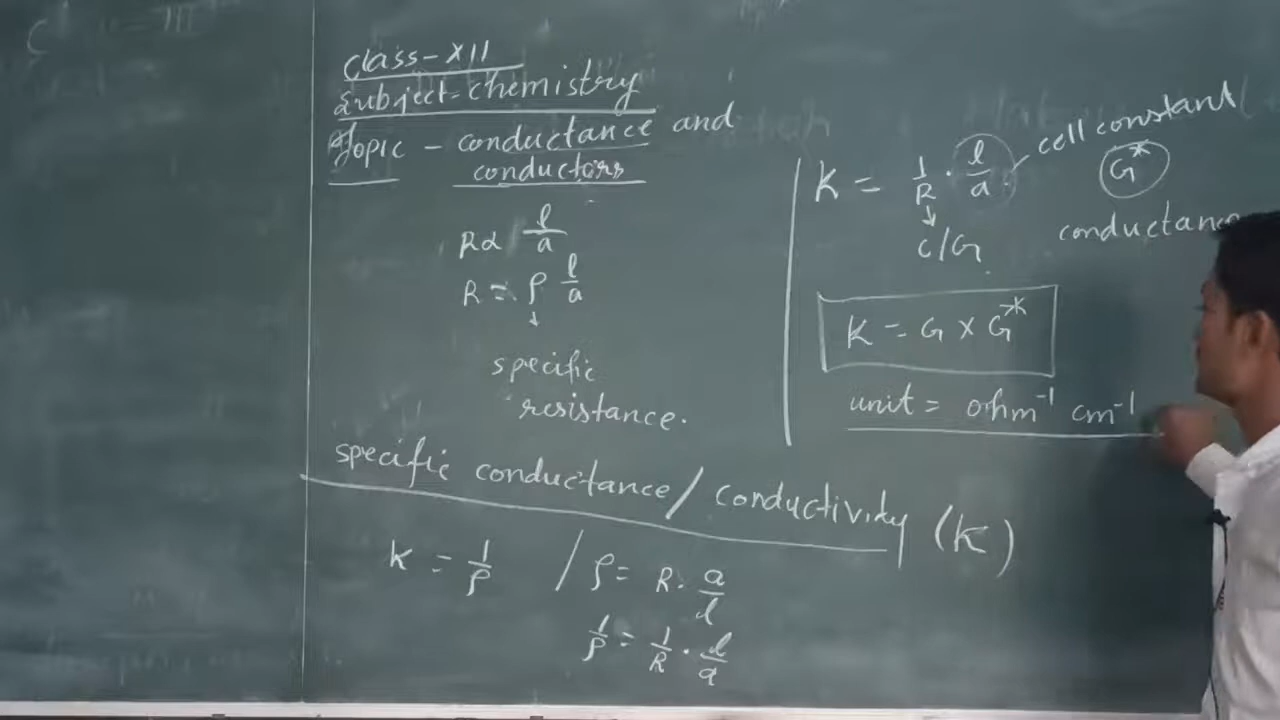 Class-XII
Subject-chemistry
Topic - conductance and
conductors
R∝ l/a
R = ρ l/a
↓
specific
resistance.
specific conductance/conductivity (K)
K = 1/ρ / ρ = R. a/l
1/ρ = 1/R . l/a
K = 1/R . l/a cell constant
G*
↓
C/G
conductance
K = G x G*
unit = ohm⁻¹ cm⁻¹